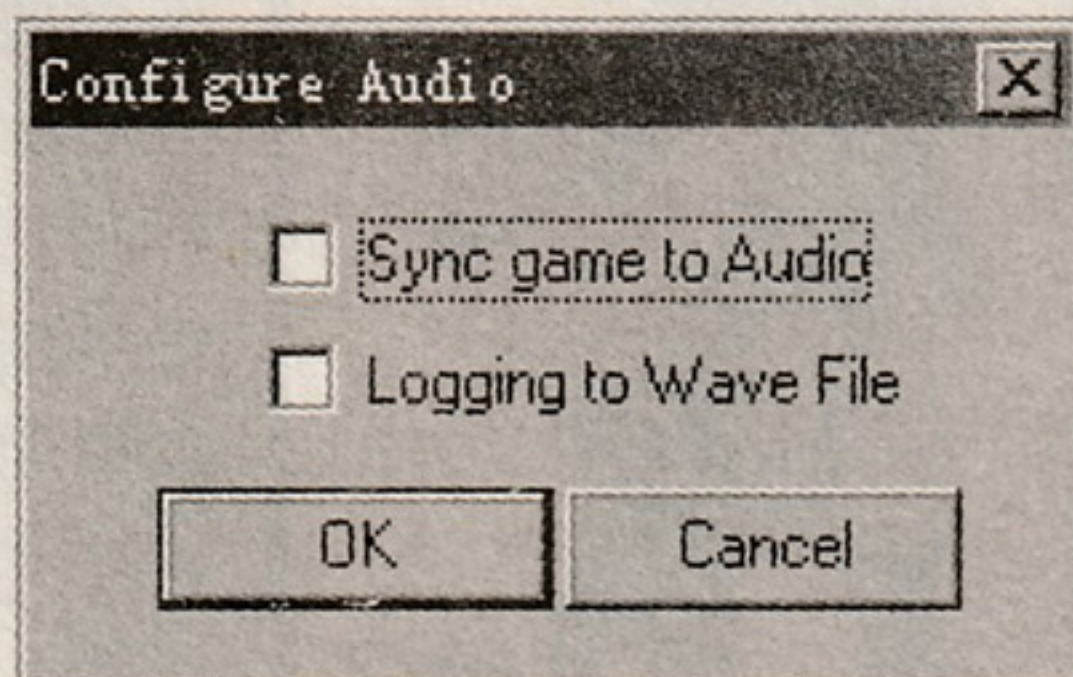 Configure Audio
Sync game to Audio
Logging to Wave File
OK
Cancel